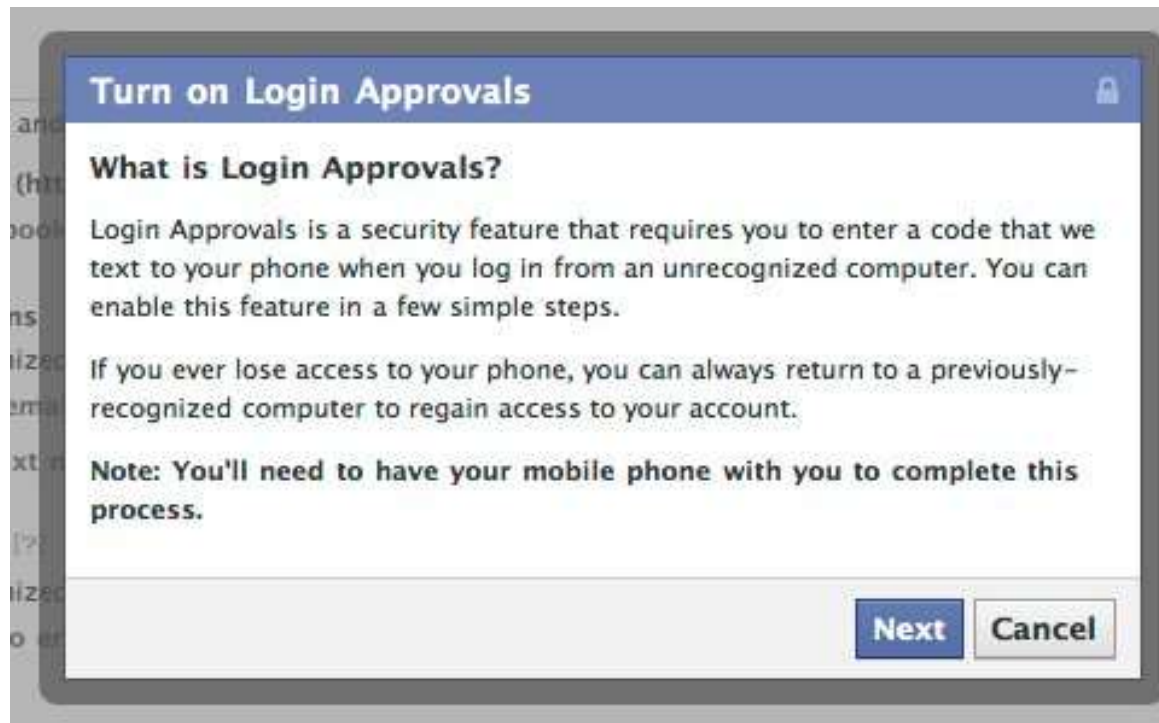 Turn on Login Approvals
What is Login Approvals?
Login Approvals is a security feature that requires you to enter a code that we
text to your phone when you log in from an unrecognized computer. You can
enable this feature in a few simple steps.
If you ever lose access to your phone, you can always return to a previously-
recognized computer to regain access to your account.
Note: You'll need to have your mobile phone with you to complete this
process.
Next Cancel